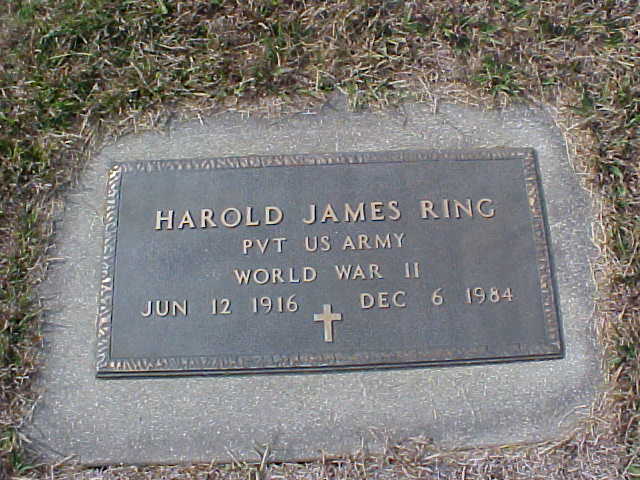 HAROLD JAMES RING
PVT US ARMY
WORLD WAR II
JUN 12 1916 DEC 6 1984